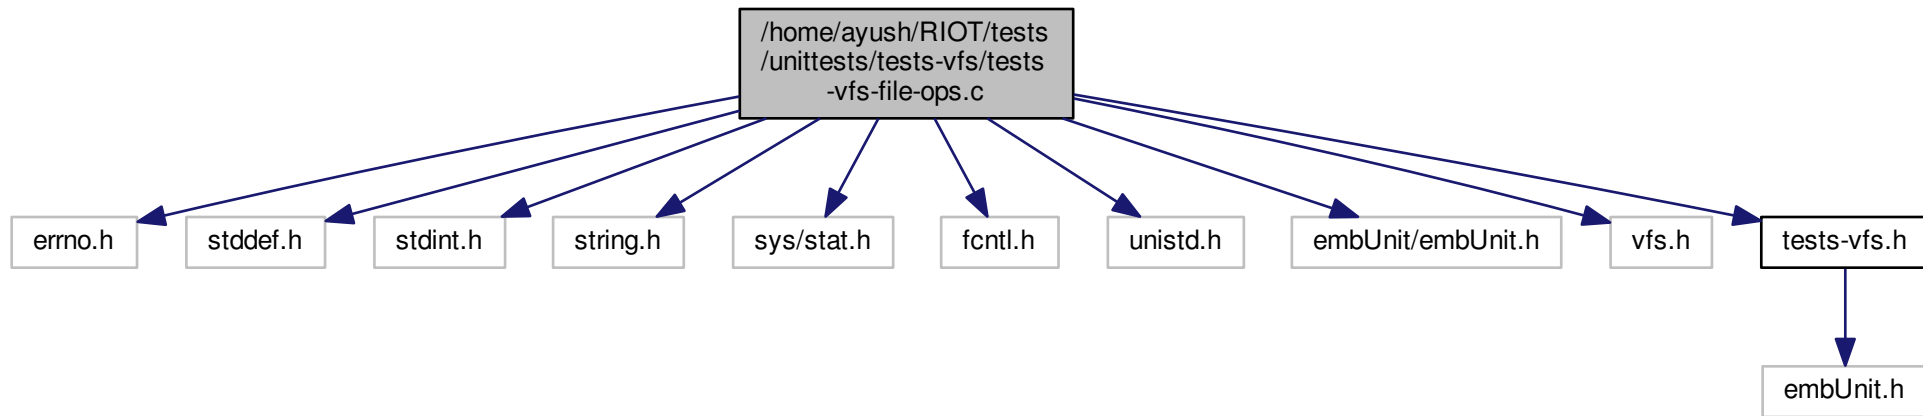 /home/ayush/RIOT/tests
/unittests/tests-vfs/tests
-vfs-file-ops.c
errno.h
stddef.h
stdint.h
string.h
sys/stat.h
fcntl.h
unistd.h
embUnit/embUnit.h
vfs.h
tests-vfs.h
embUnit.h